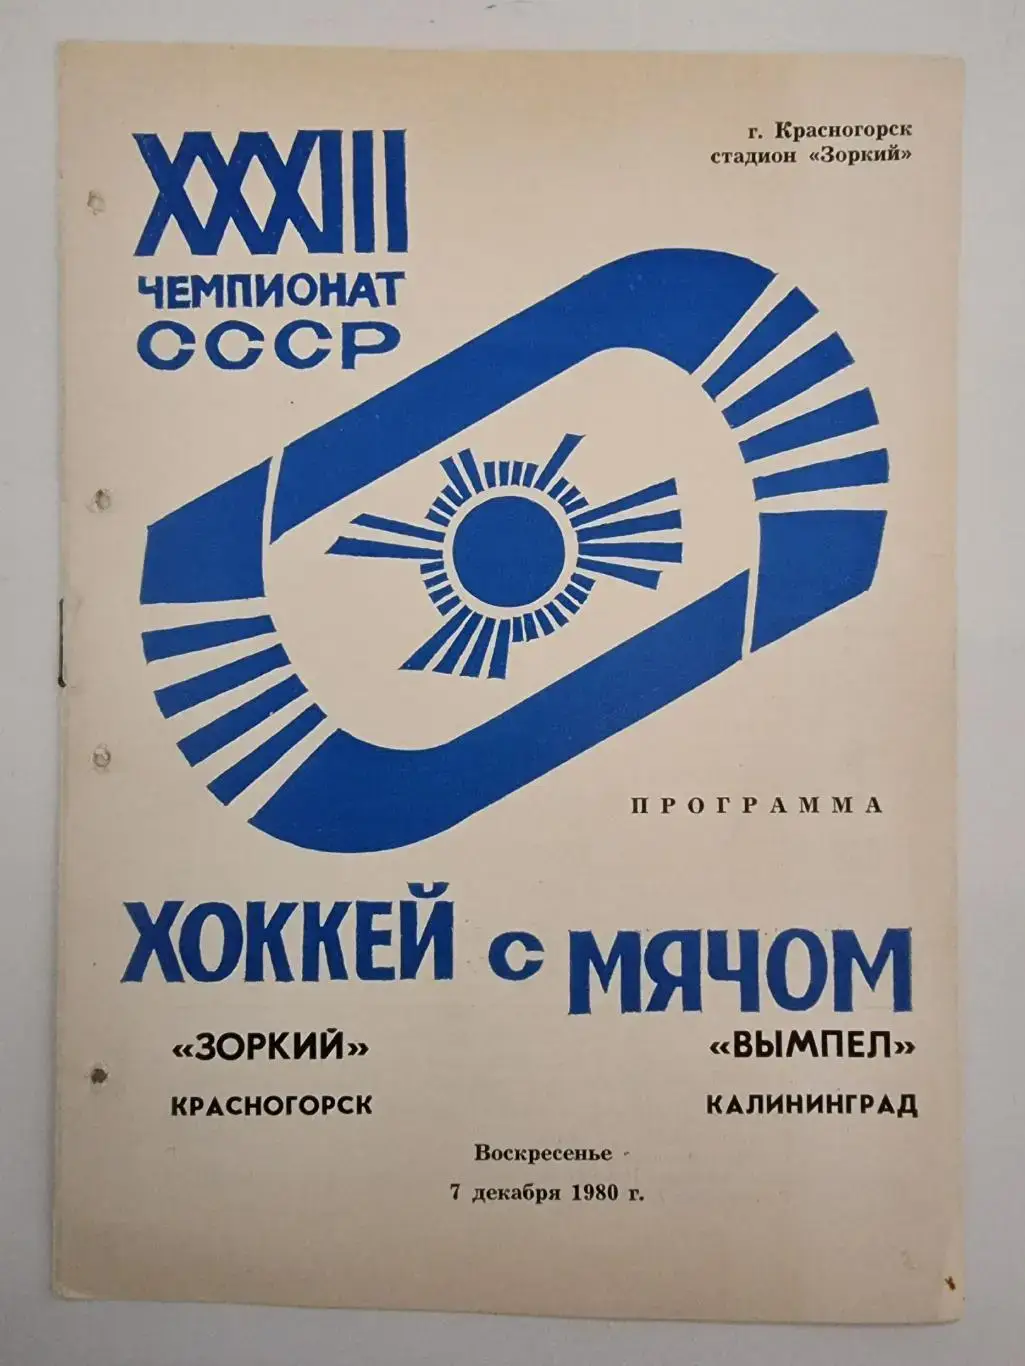 г. Красногорск
стадион «Зоркий»
XXXIII
ЧЕМПИОНАТ
СССР
ПРОГРАММА
ХОККЕЙ С МЯЧОМ
«ЗОРКИЙ»
КРАСНОГОРСК
«ВЫМПЕЛ»
КАЛИНИНГРАД
Воскресенье
7 декабря 1980 г.